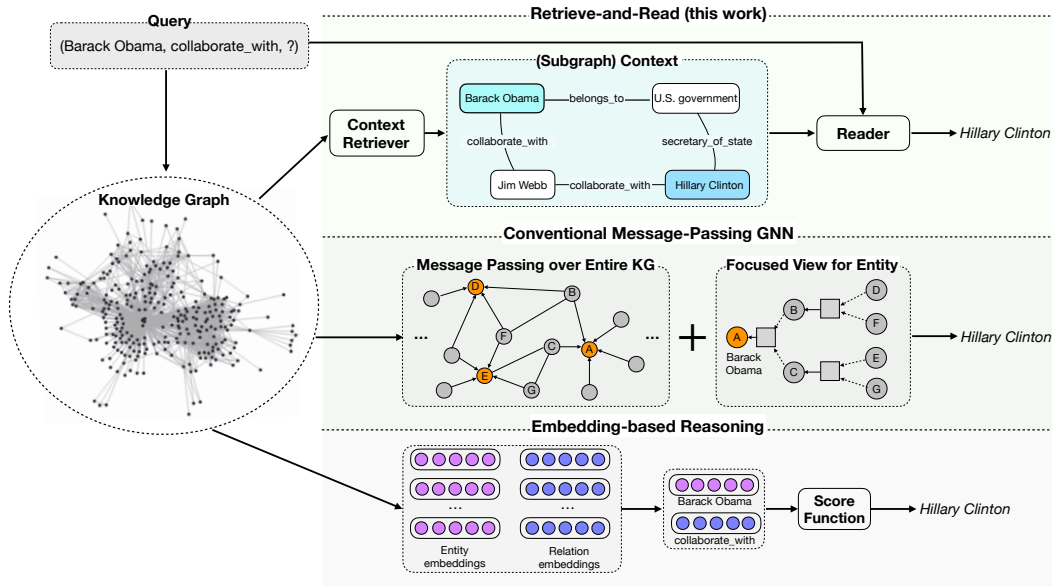 Query
(Barack Obama, collaborate_with, ?)
Knowledge Graph
Retrieve-and-Read (this work)
Context
Retriever
(Subgraph) Context
Barack Obama
belongs_to
U.S. government
collaborate_with
secretary_of_state
Jim Webb
collaborate_with
Hillary Clinton
Reader
Hillary Clinton
Conventional Message-Passing GNN
Message Passing over Entire KG
D
B
...
F
C
A
...
E
G
+
Focused View for Entity
D
B
F
A
Barack
Obama
E
C
G
Hillary Clinton
Embedding-based Reasoning
...
...
Entity
embeddings
Relation
embeddings
Barack Obama
collaborate_with
Score
Function
Hillary Clinton